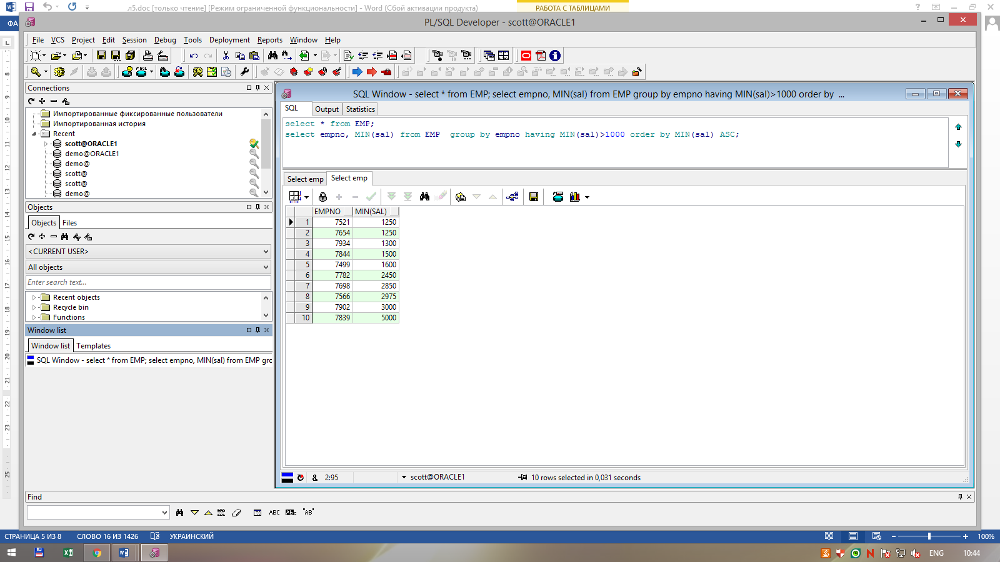 л5.doc [только чтение] [Режим ограниченной функциональности] - Word (Сбой активации продукта)
РАБОТА С ТАБЛИЦАМИ
?
ФА
PL/SQL Developer - scott@ORACLE1
File VCS Project Edit Session Debug Tools Deployment Reports Window Help
Connections
Импортированные фиксированные пользователи
Импортированная история
Recent
scott@ORACLE1
demo@ORACLE1
demo@
scott@
scott@
demo@
Objects
Objects Files
<CURRENT USER>
All objects
Enter search text...
Recent objects
Recycle bin
Functions
Window list
Window list Templates
SQL Window - select * from EMP; select empno, MIN(sal) from EMP grc
SQL Window - select * from EMP; select empno, MIN(sal) from EMP group by empno having MIN(sal)>1000 order by ...
SQL Output Statistics
select * from EMP;
select empno, MIN(sal) from EMP  group by empno having MIN(sal)>1000 order by MIN(sal) ASC;
Select emp Select emp
EMPNO MIN(SAL)
1 7521 1250
2 7654 1250
3 7934 1300
4 7844 1500
5 7499 1600
6 7782 2450
7 7698 2850
8 7566 2975
9 7902 3000
10 7839 5000
& 2:95 scott@ORACLE1 10 rows selected in 0,031 seconds
Find
ABC "AB"
СТРАНИЦА 5 ИЗ 8 СЛОВО 16 ИЗ 1426 УКРАИНСКИЙ 100%
ENG 10:44